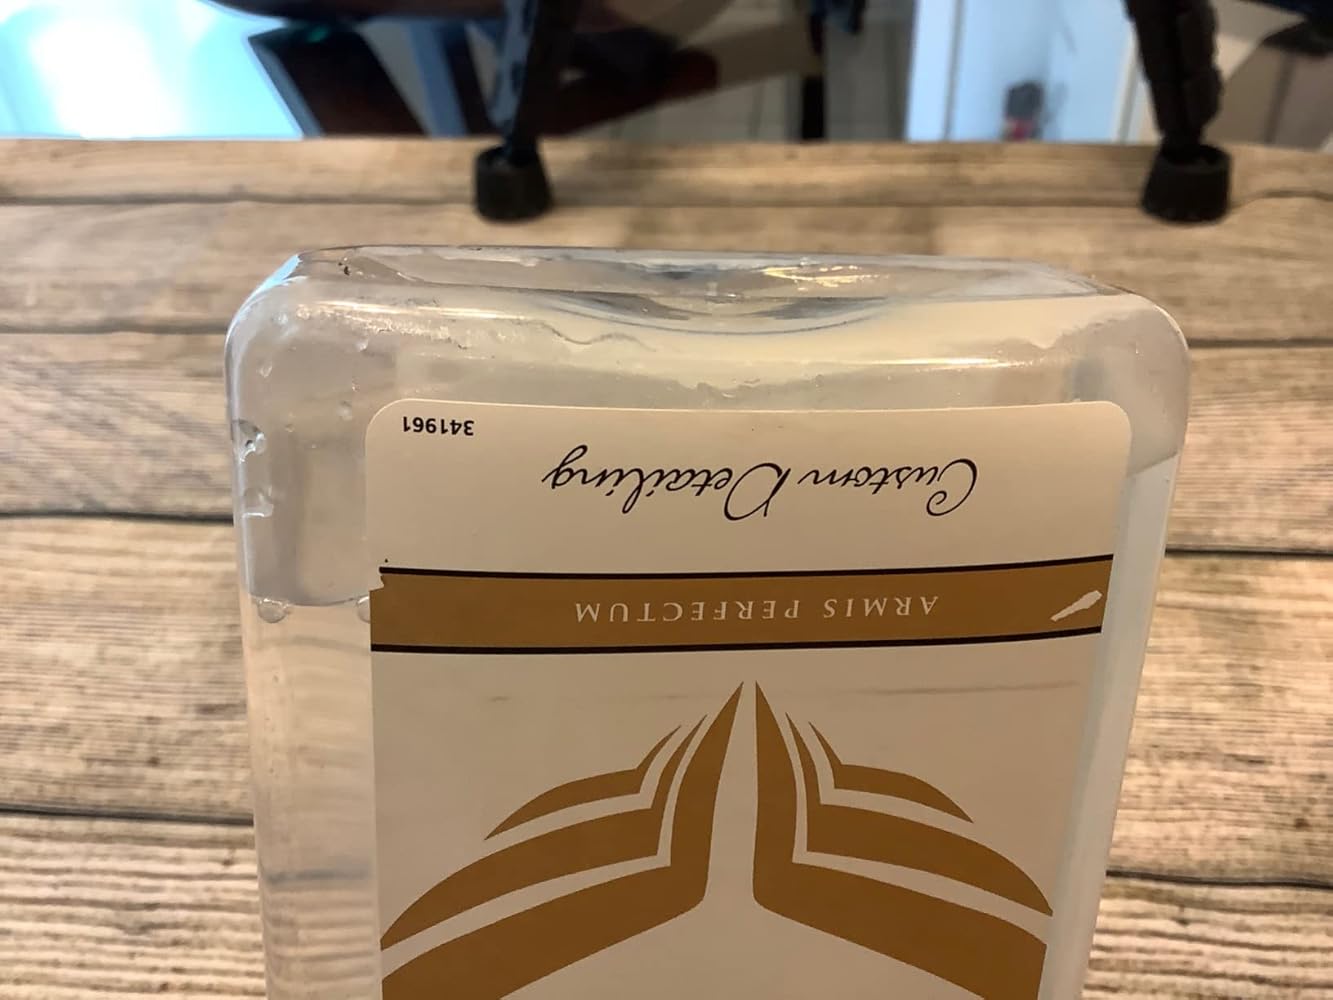 ARMIS PERFECTUM
Custom Detailing
341961